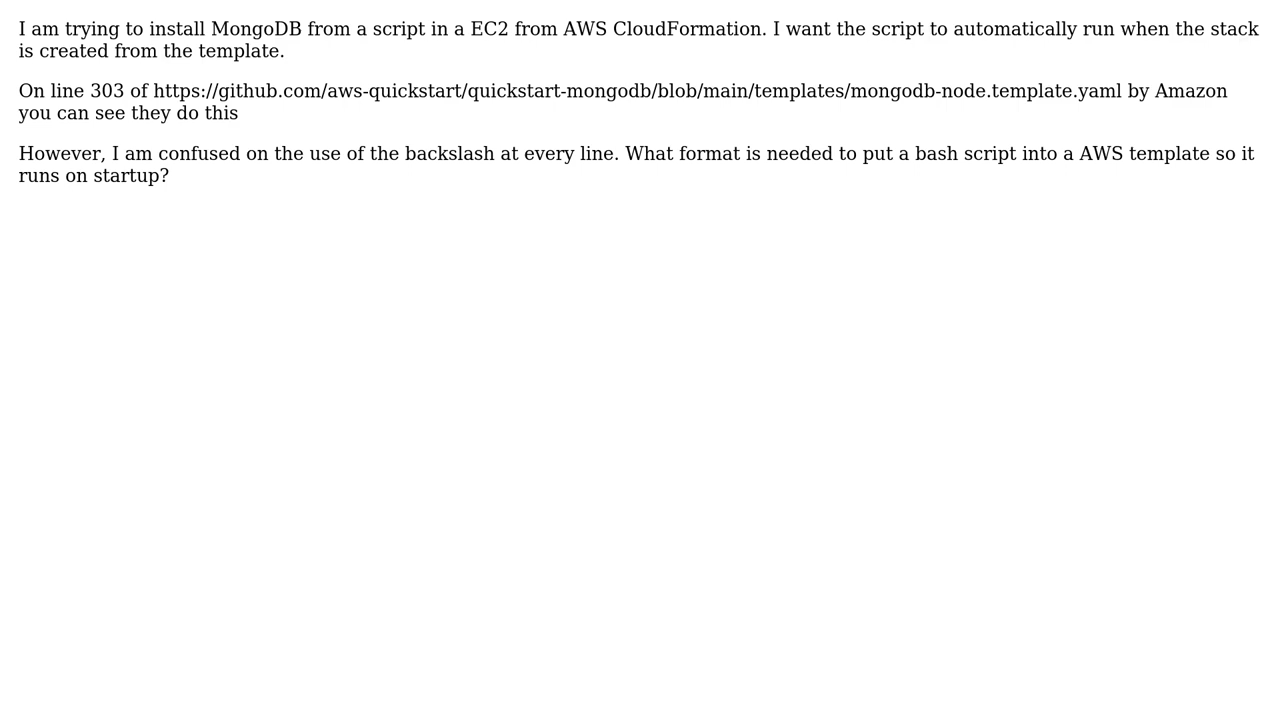 I am trying to install MongoDB from a script in a EC2 from AWS CloudFormation. I want the script to automatically run when the stack
is created from the template.
On line 303 of https://github.com/aws-quickstart/quickstart-mongodb/blob/main/templates/mongodb-node.template.yaml by Amazon
you can see they do this
However, I am confused on the use of the backslash at every line. What format is needed to put a bash script into a AWS template so it
runs on startup?